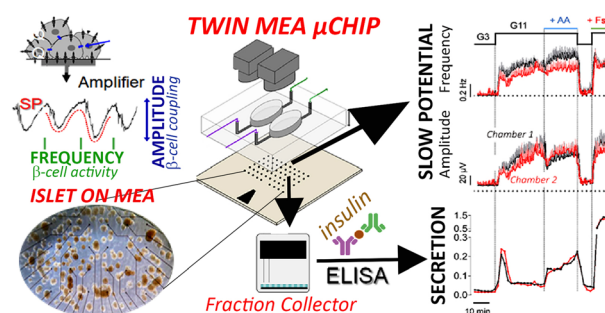 TWIN MEA µCHIP
Amplifier
SP
AMPLITUDE
β-cell coupling
FREQUENCY
β-cell activity
ISLET ON MEA
insulin
ELISA
Fraction Collector
SLOW POTENTIAL
Frequency
Amplitude
SECRETION
+ AA
+ Fs
G3
G11
0.2 Hz
Chamber 1
20 µV
Chamber 2
1.5
0.5
0.3
0.2
0.1
0.0
10 min